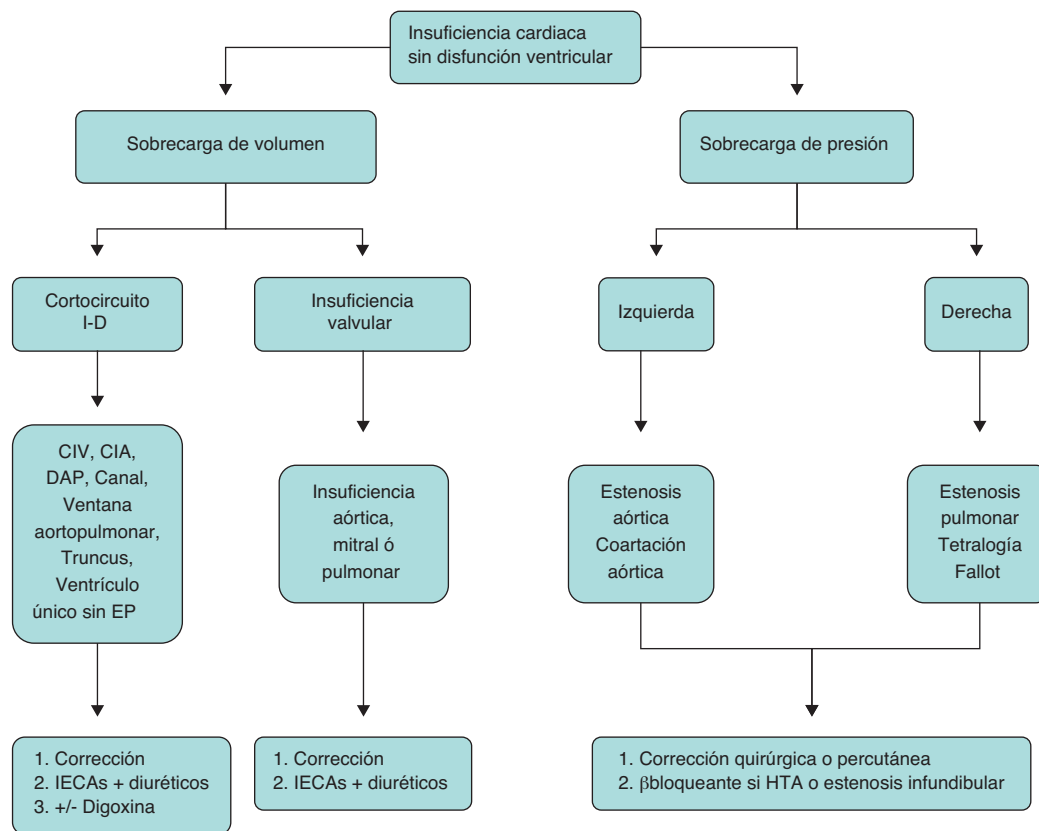 Insuficiencia cardiaca
sin disfunción ventricular
Sobrecarga de volumen
Sobrecarga de presión
Cortocircuito
I-D
Insuficiencia
valvular
Izquierda
Derecha
CIV, CIA,
DAP, Canal,
Ventana
aortopulmonar,
Truncus,
Ventrículo
único sin EP
Insuficiencia
aórtica,
mitral ó
pulmonar
Estenosis
aórtica
Coartación
aórtica
Estenosis
pulmonar
Tetralogía
Fallot
1. Corrección
2. IECAs + diuréticos
3. +/- Digoxina
1. Corrección
2. IECAs + diuréticos
1. Corrección quirúrgica o percutánea
2. βbloqueante si HTA o estenosis infundibular